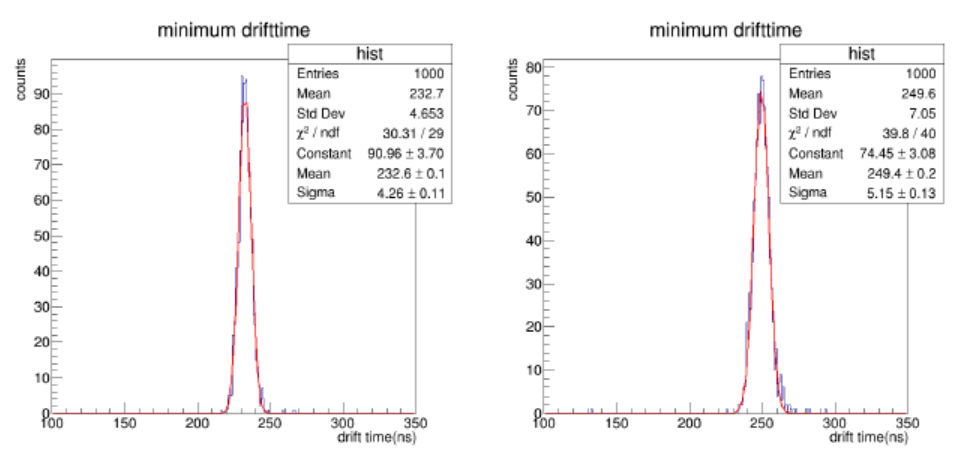 minimum drifttime
counts
hist
Entries 1000
Mean 232.7
Std Dev 4.653
χ² / ndf 30.31 / 29
Constant 90.96 ± 3.70
Mean 232.6 ± 0.1
Sigma 4.26 ± 0.11
90
80
70
60
50
40
30
20
10
0
100 150 200 250 300 350
drift time(ns)
minimum drifttime
counts
hist
Entries 1000
Mean 249.6
Std Dev 7.05
χ² / ndf 39.8 / 40
Constant 74.45 ± 3.08
Mean 249.4 ± 0.2
Sigma 5.15 ± 0.13
80
70
60
50
40
30
20
10
0
100 150 200 250 300 350
drift time(ns)